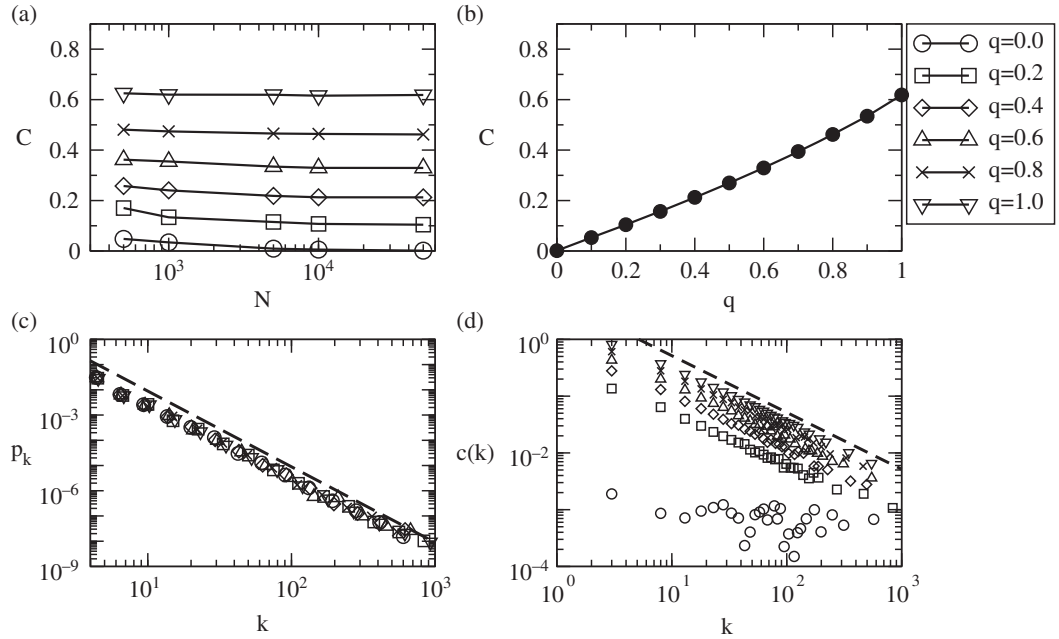 (a)
0.8
0.6
C
0.4
0.2
0
10^3
10^4
N
(b)
0.8
0.6
C
0.4
0.2
0
0
0.2
0.4
0.6
0.8
1
q
q=0.0
q=0.2
q=0.4
q=0.6
q=0.8
q=1.0
(c)
10^0
10^−3
p_k
10^−6
10^−9
10^1
10^2
10^3
k
(d)
10^0
c(k)
10^−2
10^−4
10^0
10^1
10^2
10^3
k